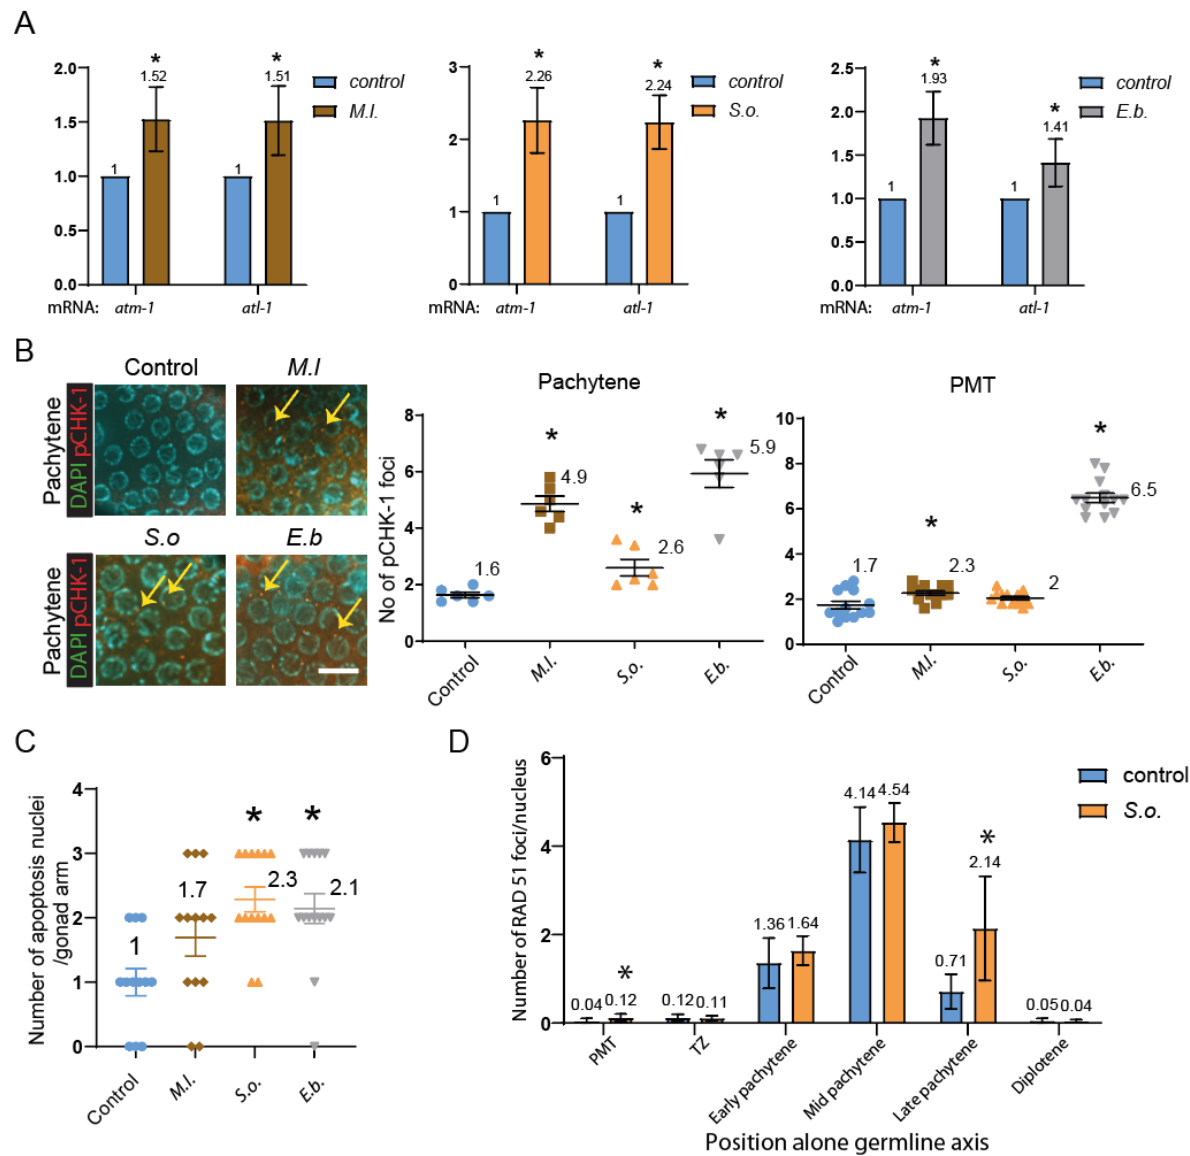 A
2.0
1.5
1.0
0.5
0.0
1
*
1.52
1
*
1.51
control
M.l.
mRNA: atm-1 atl-1
3
2
1
0
1
*
2.26
1
*
2.24
control
S.o.
mRNA: atm-1 atl-1
2.5
2.0
1.5
1.0
0.5
0.0
1
*
1.93
1
*
1.41
control
E.b.
mRNA: atm-1 atl-1
B
Control
M.l
Pachytene
DAPI pCHK-1
S.o
E.b
Pachytene
DAPI pCHK-1
Pachytene
No of pCHK-1 foci
8
6
4
2
0
1.6
*
4.9
*
2.6
*
5.9
Control
M.l.
S.o.
E.b.
PMT
10
8
6
4
2
0
1.7
*
2.3
2
*
6.5
Control
M.l.
S.o.
E.b.
C
Number of apoptosis nuclei
/gonad arm
4
3
2
1
0
1
1.7
*
2.3
*
2.1
Control
M.l.
S.o.
E.b.
D
Number of RAD 51 foci/nucleus
6
4
2
0
control
S.o.
0.04
*
0.12
0.12
0.11
1.36
1.64
4.14
4.54
0.71
*
2.14
0.05
0.04
PMT
TZ
Early pachytene
Mid pachytene
Late pachytene
Diplotene
Position alone germline axis